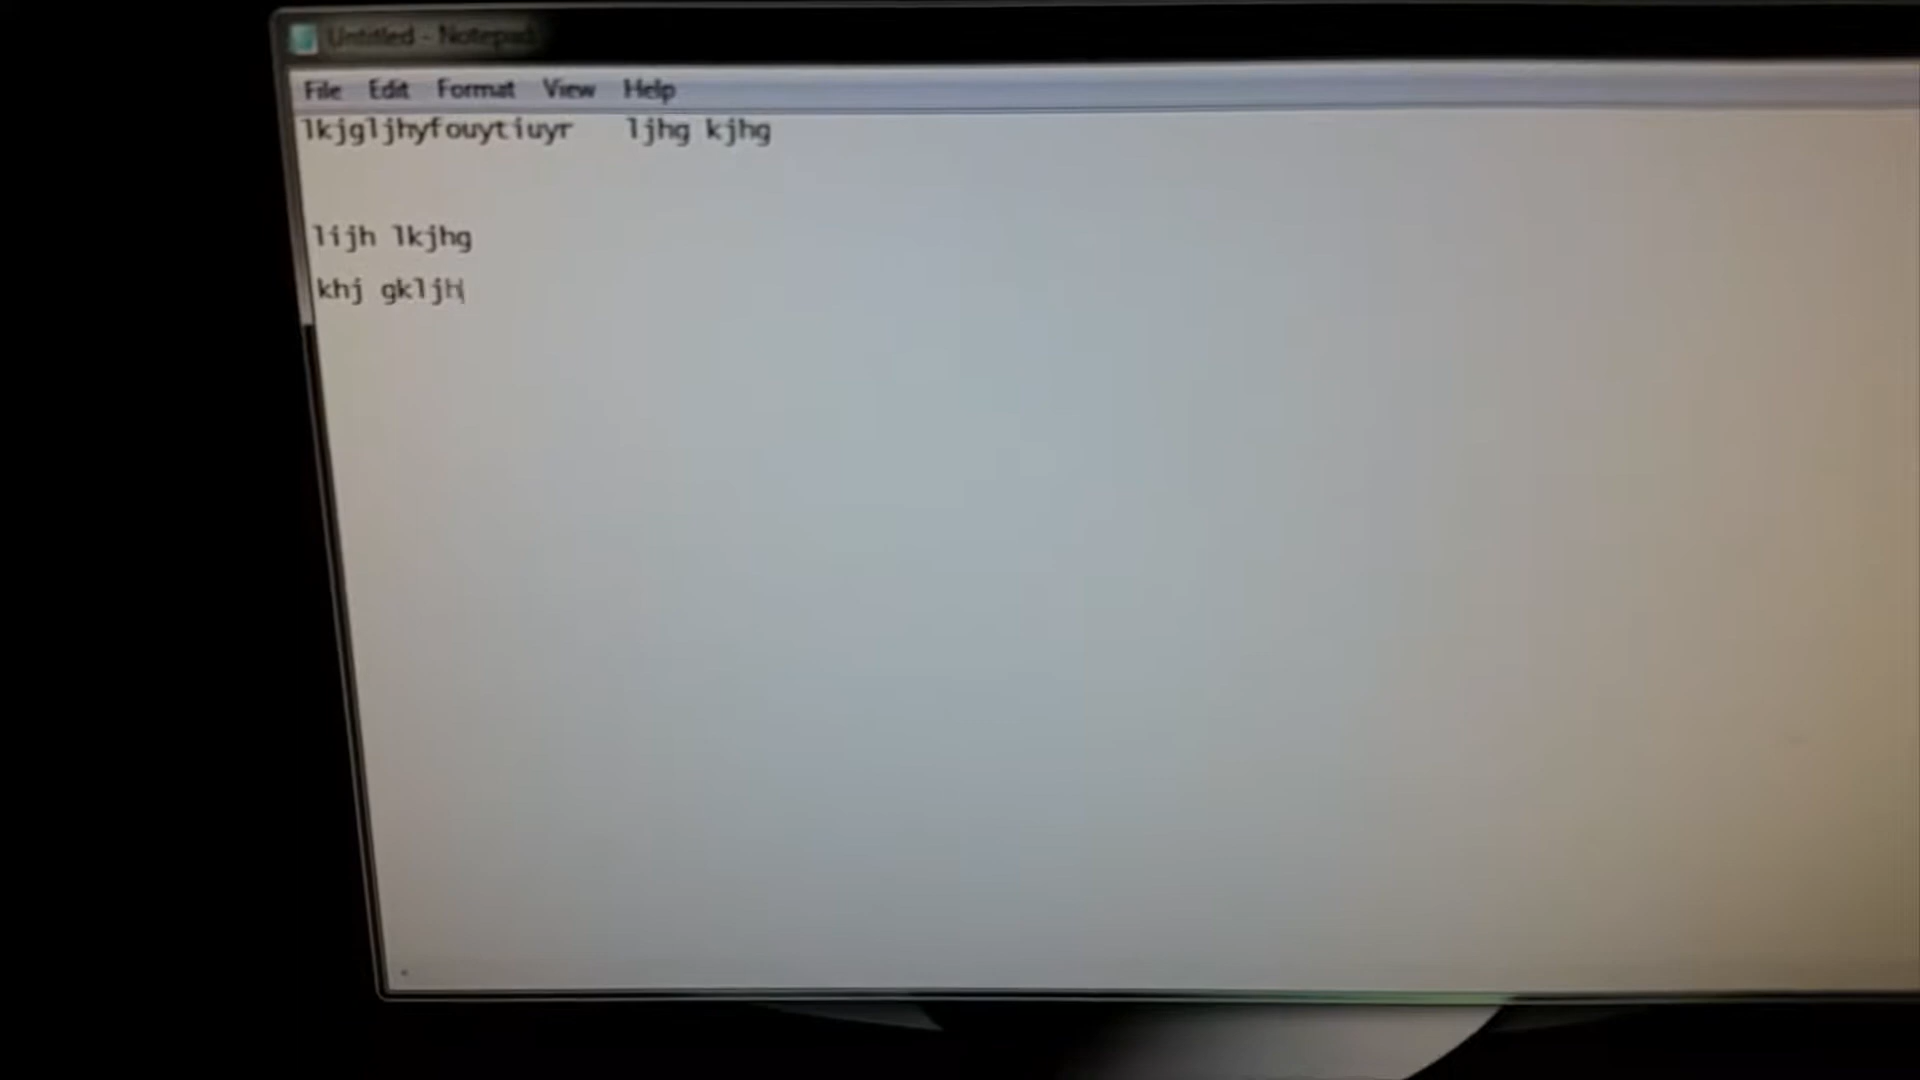 Untitled - Notepad
File Edit Format View Help
lkjgljhyfouytiuyr ljhg kjhg
lijh lkjhg
khj gkljh